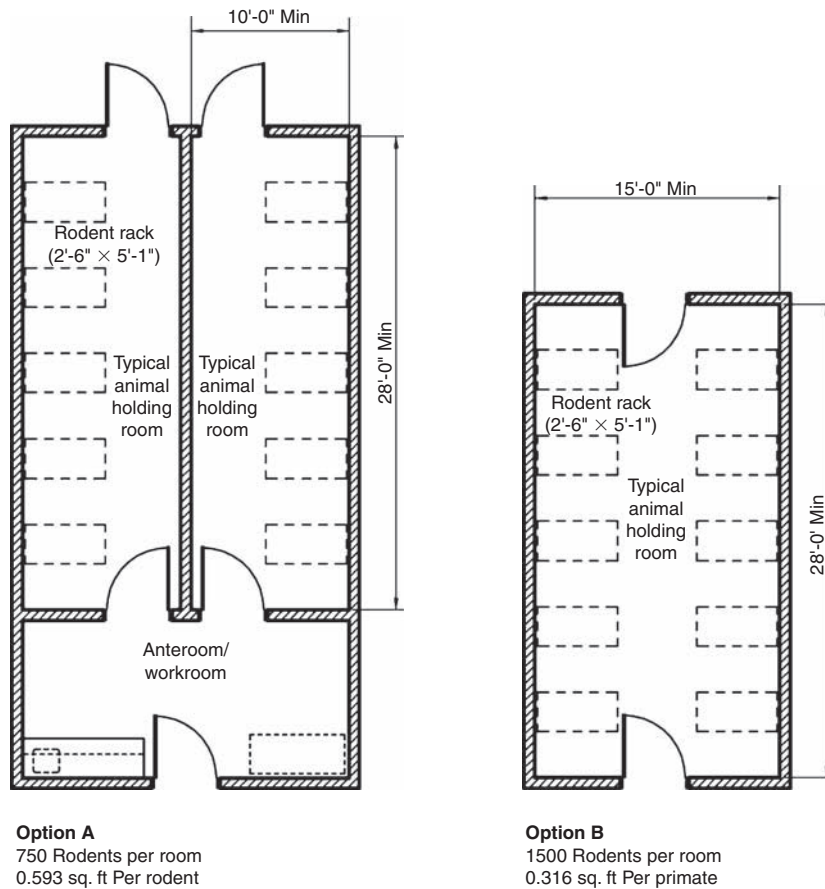 10'-0" Min
Rodent rack
(2'-6" × 5'-1")
Typical
animal
holding
room
Typical
animal
holding
room
28'-0" Min
Anteroom/
workroom
Option A
750 Rodents per room
0.593 sq. ft Per rodent
15'-0" Min
Rodent rack
(2'-6" × 5'-1")
Typical
animal
holding
room
28'-0' Min
Option B
1500 Rodents per room
0.316 sq. ft Per primate